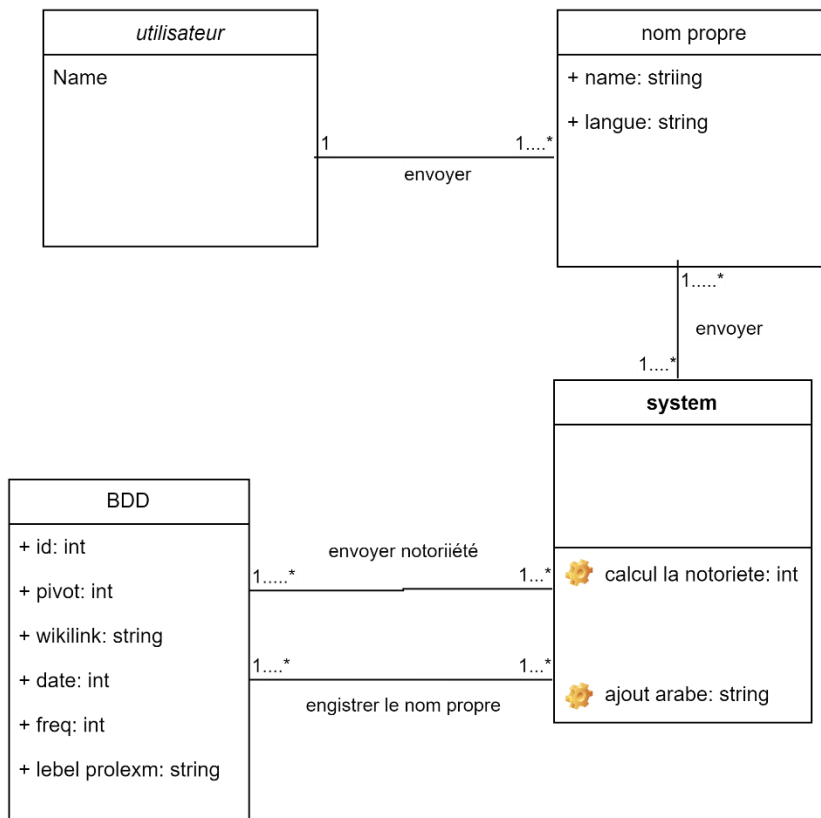 utilisateur
Name
nom propre
+ name: striing
+ langue: string
1
1....*
envoyer
1.....*
envoyer
1....*
system
calcul la notoriete: int
ajout arabe: string
BDD
+ id: int
+ pivot: int
+ wikilink: string
+ date: int
+ freq: int
+ lebel prolexm: string
envoyer notoriiété
1.....*
1...*
1....*
1...*
engistrer le nom propre